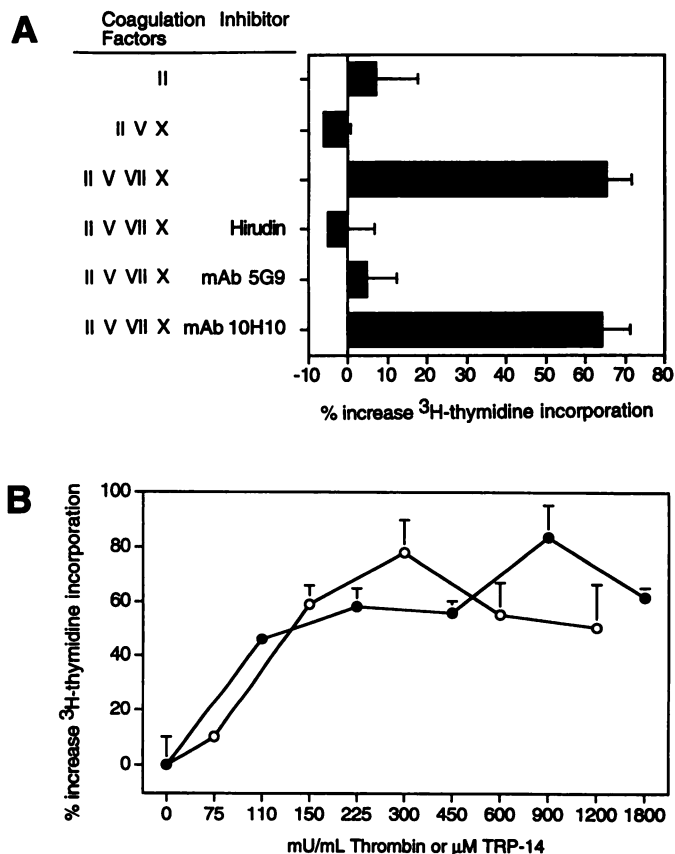 A
Coagulation Inhibitor
Factors
II
II V X
II V VII X
II V VII X Hirudin
II V VII X mAb 5G9
II V VII X mAb 10H10
-10 0 10 20 30 40 50 60 70 80
% increase ³H-thymidine incorporation
B
% increase ³H-thymidine incorporation
100
80
60
40
20
0
0 75 110 150 225 300 450 600 900 1200 1800
mU/mL Thrombin or µM TRP-14